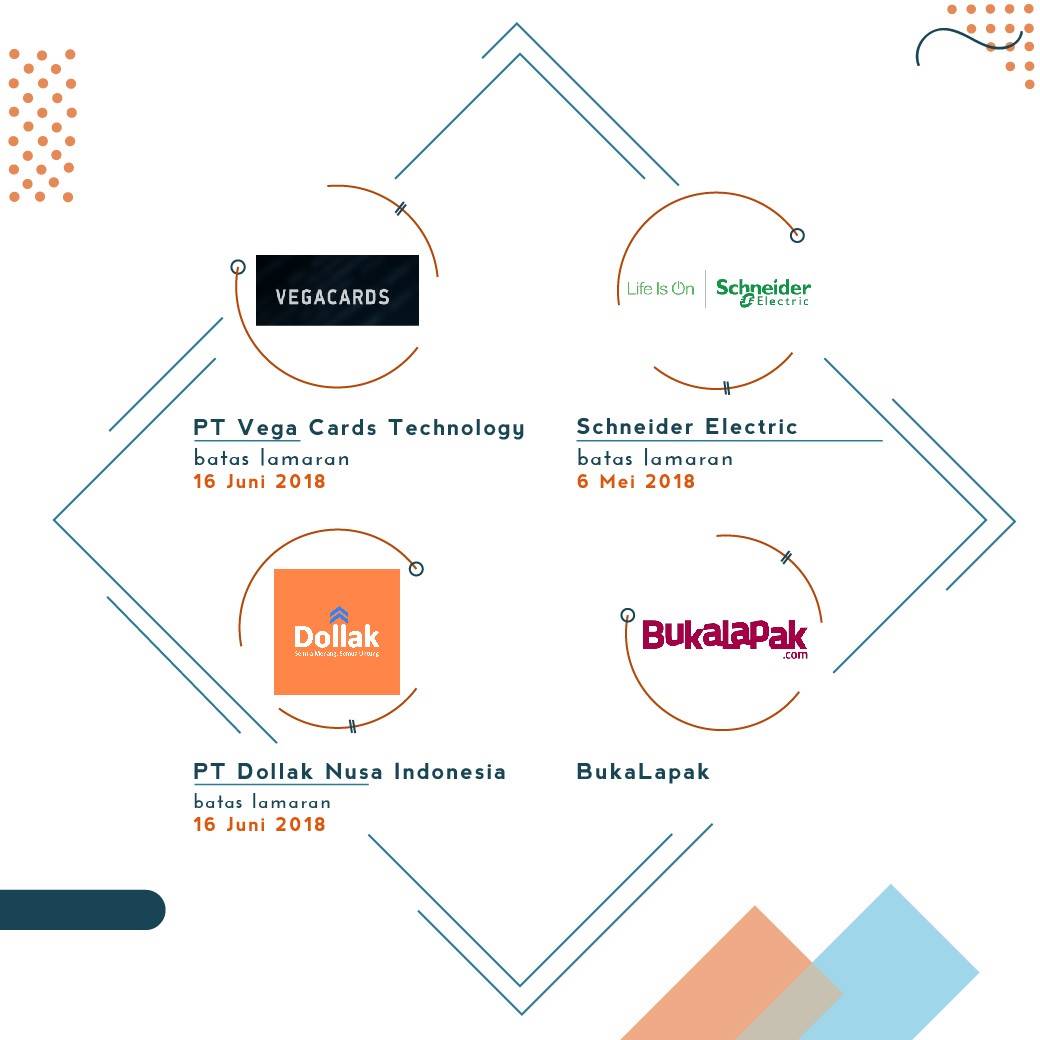 VEGACARDS
PT Vega Cards Technology
batas lamaran
16 Juni 2018
Life Is On
Schneider
Electric
Schneider Electric
batas lamaran
6 Mei 2018
Dollak
Semua Menang, Semua Untung
PT Dollak Nusa Indonesia
batas lamaran
16 Juni 2018
BukaLapak
.com
BukaLapak